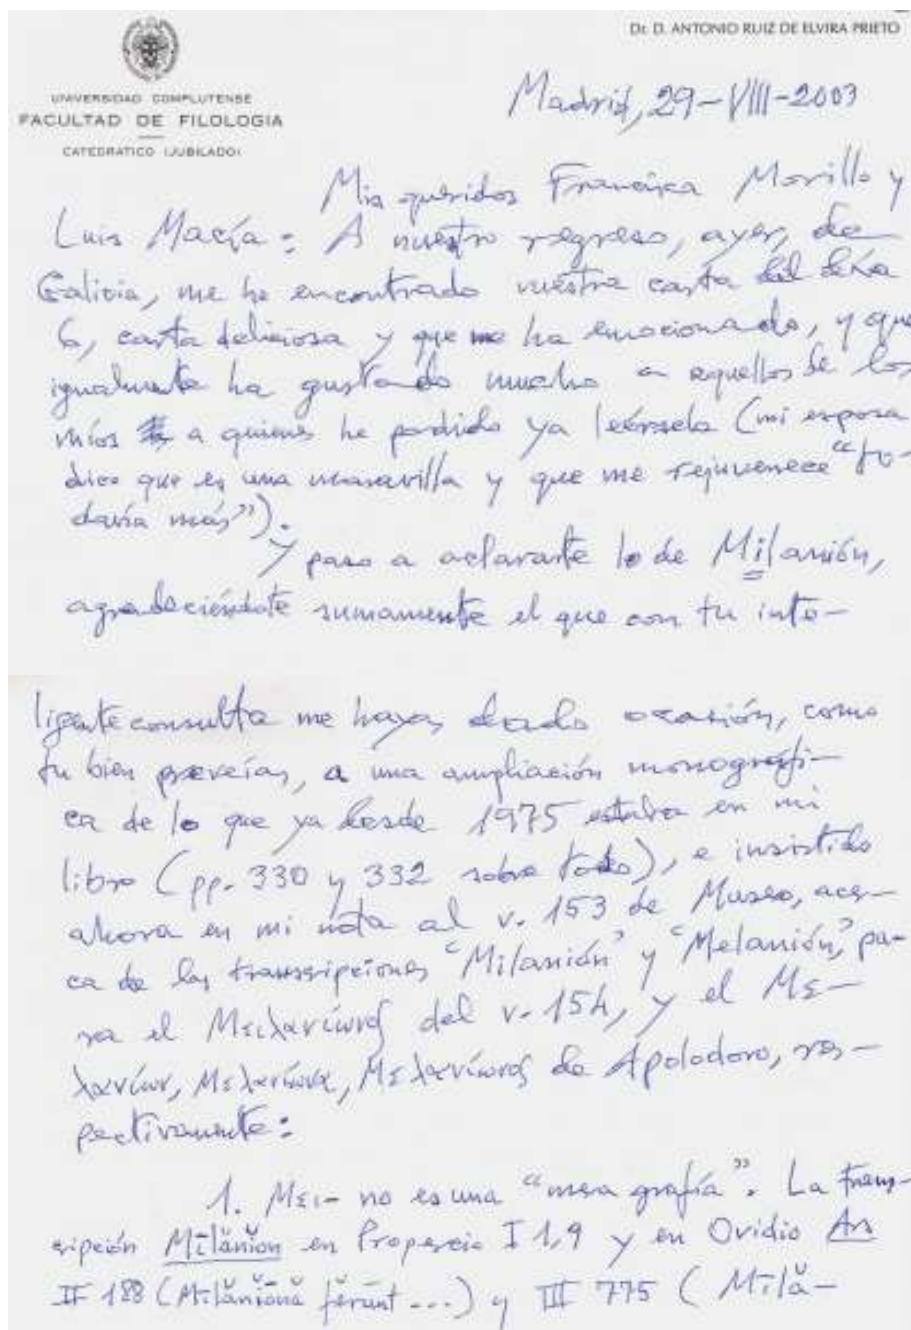 Dr. D. ANTONIO RUIZ DE ELVIRA PRIETO
UNIVERSIDAD COMPLUTENSE
FACULTAD DE FILOLOGIA
CATEDRATICO (JUBILADO)
Madrid, 29-VIII-2003
Mis queridos Francisca Morillo y
Luis Macía: A nuestro regreso, ayer, de
Galicia, me he encontrado vuestra carta del día
6, carta deliciosa y que me ha emocionado, y que
igualmente ha gustado mucho a aquellos de los
míos a quienes he podido ya leérsela (mi esposa
dice que es una maravilla y que me rejuvenece "to-
davía más").
Y paso a aclararte lo de Milanión,
agradeciéndote sumamente el que con tu inte-
ligente consulta me hayas dado ocasión, como
tu bien preveías, a una ampliación monográfi-
ca de lo que ya desde 1975 estaba en mi
libro (pp. 330 y 332 sobre todo), e insistido
ahora en mi nota al v. 153 de Museo, acer-
ca de las transcripciones "Milanión" y "Melanión", pa-
ra el Μειλανίωνος del v. 154, y el Με-
λανίων, Μελανίωνα, Μελανίωνος de Apolodoro, res-
pectivamente:
1. Μει- no es una "mera grafía". La trans-
cripción Mīlănĭon en Propercio I 1,9 y en Ovidio Ars
II 188 (Mīlănĭonă fĕrunt...) y III 775 (Mīlă-